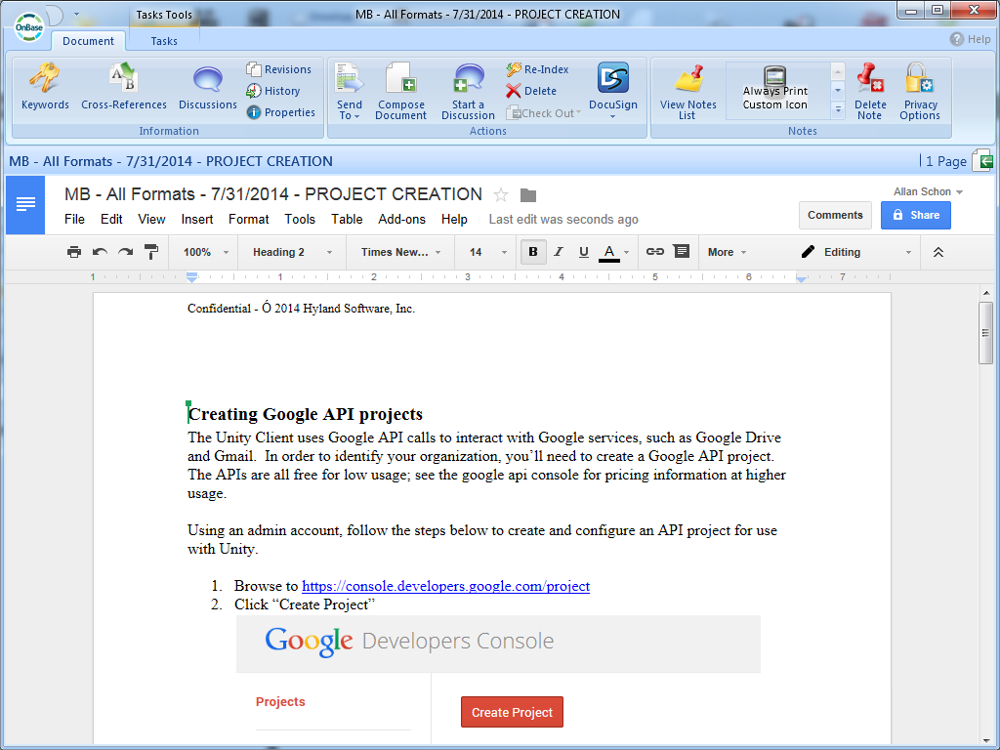 OnBase
Tasks Tools
MB - All Formats - 7/31/2014 - PROJECT CREATION
Document
Tasks
Help
Keywords
Cross-References
Discussions
Revisions
History
Properties
Information
Send To
Compose Document
Start a Discussion
Re-Index
Delete
Check Out
DocuSign
Actions
View Notes List
Always Print Custom Icon
Delete Note
Privacy Options
Notes
MB - All Formats - 7/31/2014 - PROJECT CREATION
1 Page
MB - All Formats - 7/31/2014 - PROJECT CREATION
Allan Schon
File Edit View Insert Format Tools Table Add-ons Help Last edit was seconds ago
Comments
Share
100% Heading 2 Times New... 14 B I U A More Editing
1 1 2 3 4 5 6 7
Confidential - Ó 2014 Hyland Software, Inc.
Creating Google API projects
The Unity Client uses Google API calls to interact with Google services, such as Google Drive
and Gmail.  In order to identify your organization, you’ll need to create a Google API project.
The APIs are all free for low usage; see the google api console for pricing information at higher
usage.
Using an admin account, follow the steps below to create and configure an API project for use
with Unity.
1. Browse to https://console.developers.google.com/project
2. Click “Create Project”
Google Developers Console
Projects
Create Project